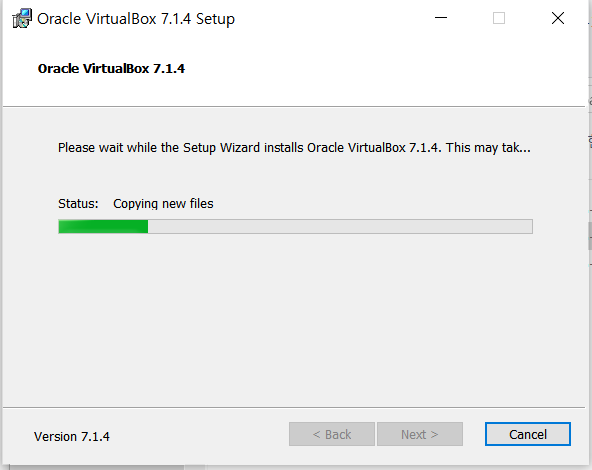 Oracle VirtualBox 7.1.4 Setup
Oracle VirtualBox 7.1.4
Please wait while the Setup Wizard installs Oracle VirtualBox 7.1.4. This may tak...
Status: Copying new files
Version 7.1.4
< Back
Next >
Cancel